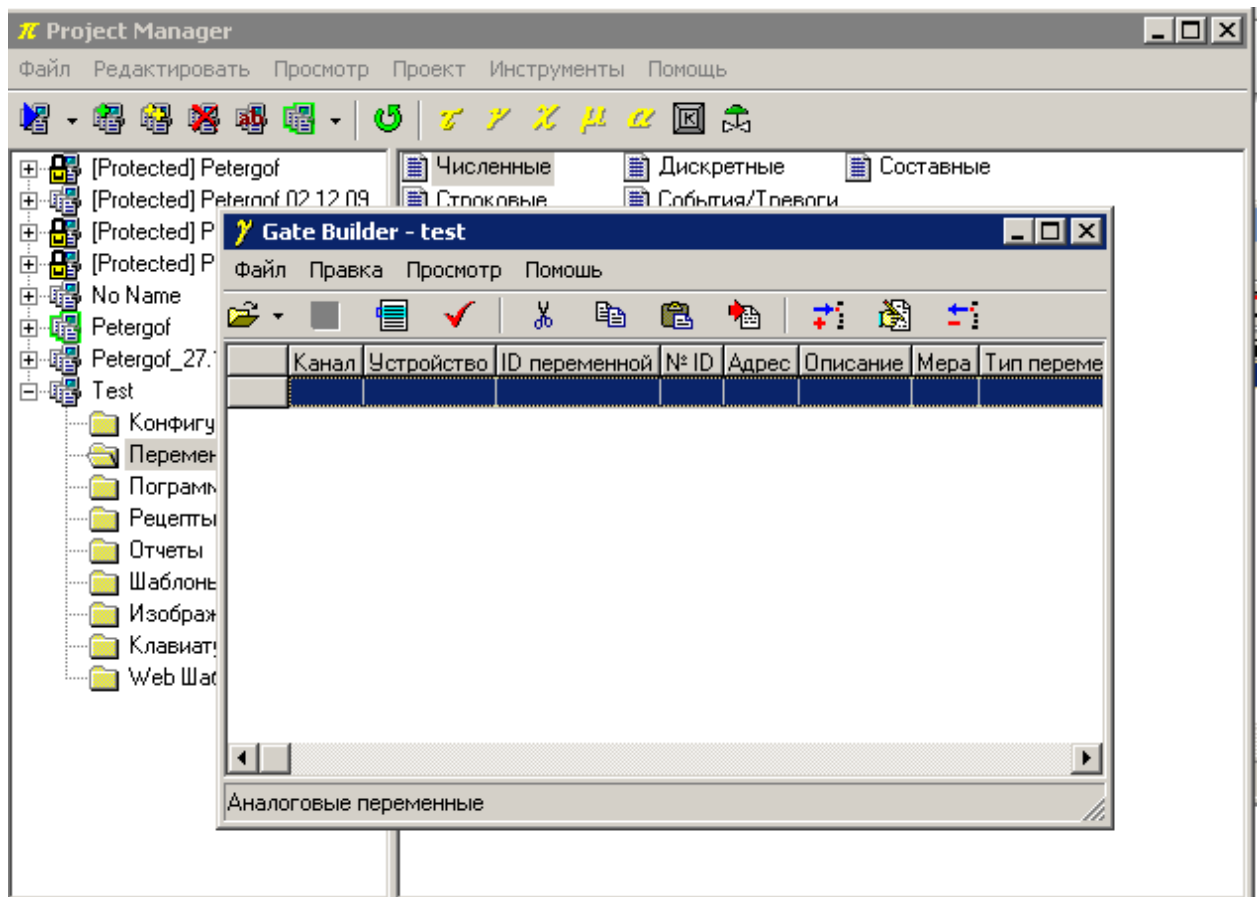 π Project Manager
Файл Редактировать Просмотр Проект Инструменты Помощь
ab τ γ χ μ α K
[Protected] Petergof
Численные Дискретные Составные
[Protected] Petergof 02.12.09
Строковые События/Тревоги
[Protected] P
γ Gate Builder - test
[Protected] P
Файл Правка Просмотр Помошь
No Name
Petergof
Petergof_27.
Канал Устройство ID переменной № ID Адрес Описание Мера Тип переме
Test
Конфигу
Перемен
Пограмм
Рецепты
Отчеты
Шаблоны
Изображ
Клавиату
Web Шаб
Аналоговые переменные